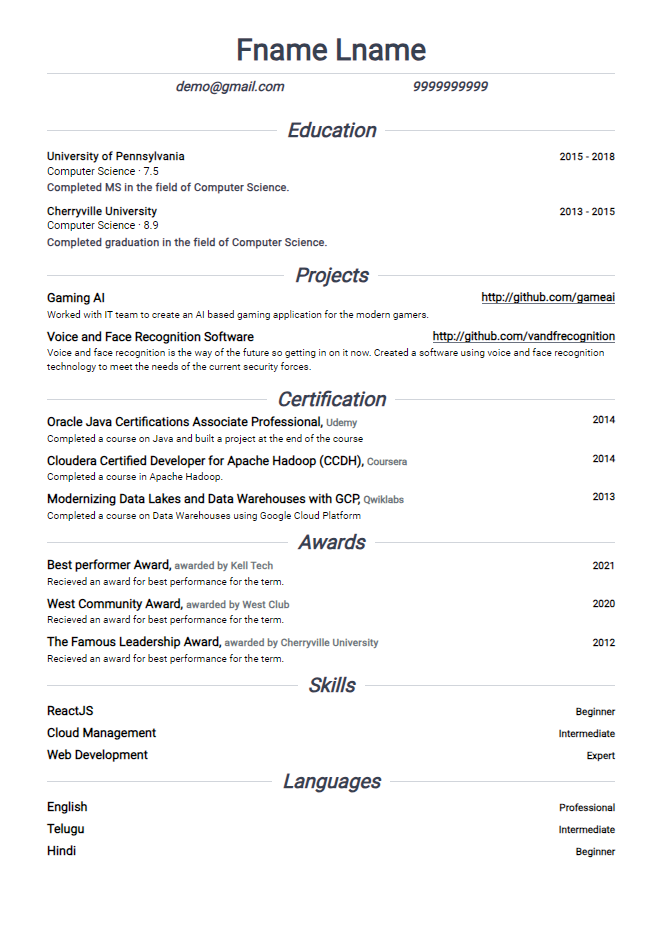 Fname Lname
demo@gmail.com 9999999999
Education
University of Pennsylvania 2015 - 2018
Computer Science · 7.5
Completed MS in the field of Computer Science.
Cherryville University 2013 - 2015
Computer Science · 8.9
Completed graduation in the field of Computer Science.
Projects
Gaming AI http://github.com/gameai
Worked with IT team to create an AI based gaming application for the modern gamers.
Voice and Face Recognition Software http://github.com/vandfrecognition
Voice and face recognition is the way of the future so getting in on it now. Created a software using voice and face recognition
technology to meet the needs of the current security forces.
Certification
Oracle Java Certifications Associate Professional, Udemy 2014
Completed a course on Java and built a project at the end of the course
Cloudera Certified Developer for Apache Hadoop (CCDH), Coursera 2014
Completed a course in Apache Hadoop.
Modernizing Data Lakes and Data Warehouses with GCP, Qwiklabs 2013
Completed a course on Data Warehouses using Google Cloud Platform
Awards
Best performer Award, awarded by Kell Tech 2021
Recieved an award for best performance for the term.
West Community Award, awarded by West Club 2020
Recieved an award for best performance for the term.
The Famous Leadership Award, awarded by Cherryville University 2012
Recieved an award for best performance for the term.
Skills
ReactJS Beginner
Cloud Management Intermediate
Web Development Expert
Languages
English Professional
Telugu Intermediate
Hindi Beginner